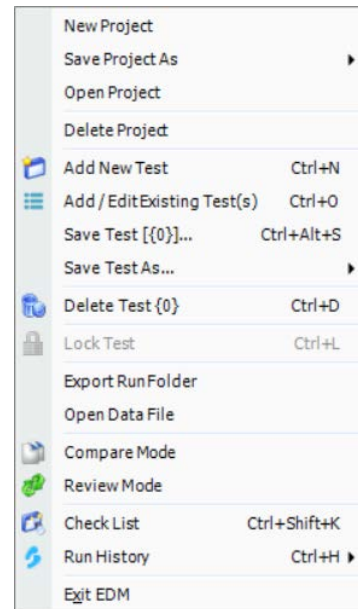 New Project
Save Project As
Open Project
Delete Project
Add New Test Ctrl+N
Add / Edit Existing Test(s) Ctrl+O
Save Test [{0}]... Ctrl+Alt+S
Save Test As...
Delete Test {0} Ctrl+D
Lock Test Ctrl+L
Export Run Folder
Open Data File
Compare Mode
Review Mode
Check List Ctrl+Shift+K
Run History Ctrl+H
Exit EDM